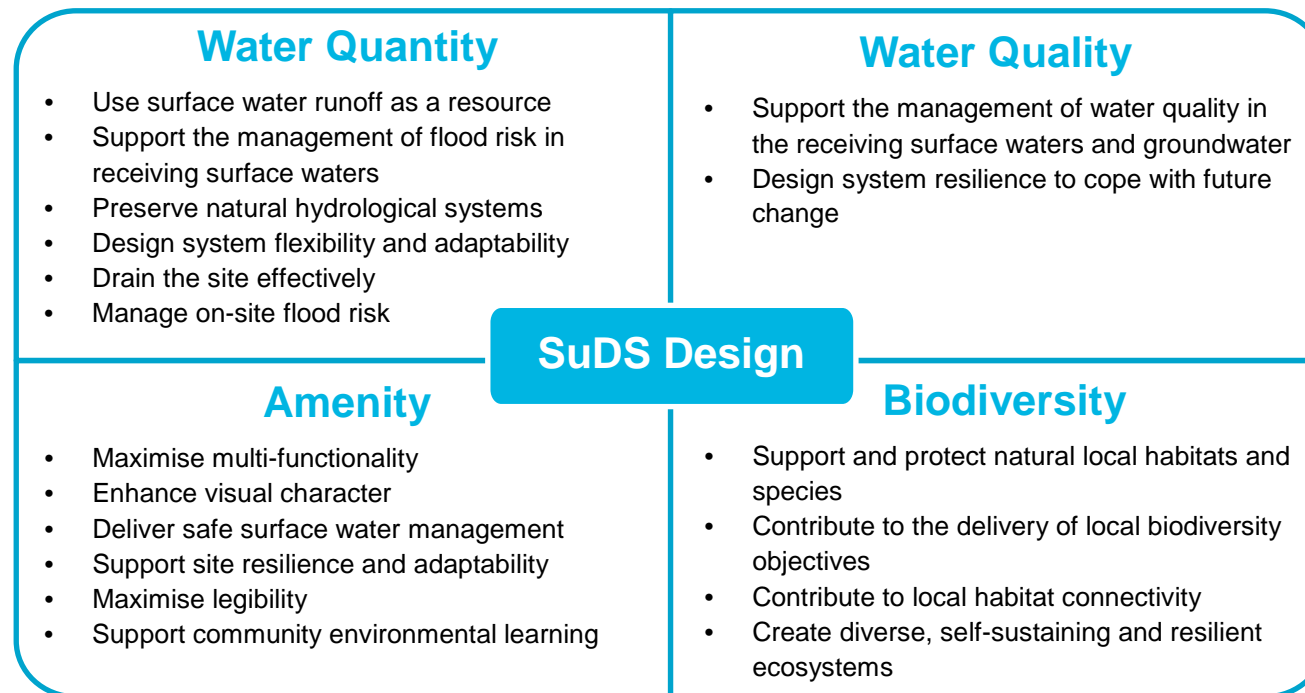 Water Quantity
• Use surface water runoff as a resource
• Support the management of flood risk in
receiving surface waters
• Preserve natural hydrological systems
• Design system flexibility and adaptability
• Drain the site effectively
• Manage on-site flood risk
Water Quality
• Support the management of water quality in
the receiving surface waters and groundwater
• Design system resilience to cope with future
change
SuDS Design
Amenity
• Maximise multi-functionality
• Enhance visual character
• Deliver safe surface water management
• Support site resilience and adaptability
• Maximise legibility
• Support community environmental learning
Biodiversity
• Support and protect natural local habitats and
species
• Contribute to the delivery of local biodiversity
objectives
• Contribute to local habitat connectivity
• Create diverse, self-sustaining and resilient
ecosystems